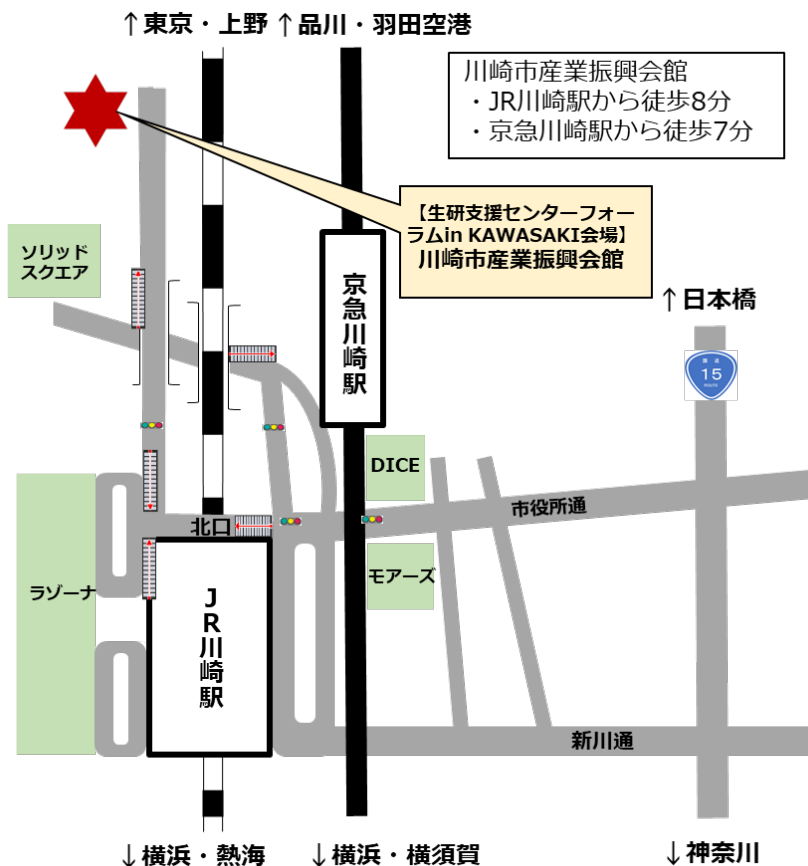 ↑東京・上野
↑品川・羽田空港
川崎市産業振興会館
・JR川崎駅から徒歩8分
・京急川崎駅から徒歩7分
【生研支援センターフォー
ラムin KAWASAKI会場】
川崎市産業振興会館
ソリッド
スクエア
京急川崎駅
↑日本橋
国道
15
ROUTE
DICE
市役所通
北口
モアーズ
ラゾーナ
JR川崎駅
新川通
↓横浜・熱海
↓横浜・横須賀
↓神奈川